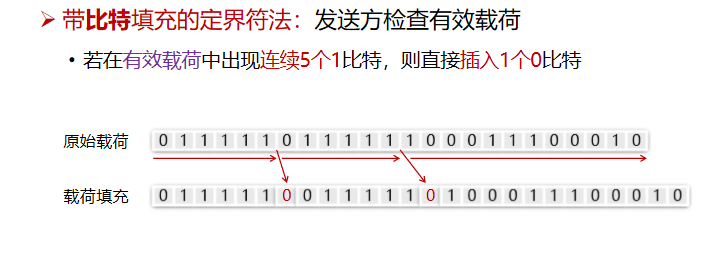 ➢ 带比特填充的定界符法：发送方检查有效载荷
• 若在有效载荷中出现连续5个1比特，则直接插入1个0比特
原始载荷 0 1 1 1 1 1 0 1 1 1 1 1 1 0 0 0 1 1 1 0 0 0 1 0
载荷填充 0 1 1 1 1 1 0 0 1 1 1 1 1 0 1 0 0 0 1 1 1 0 0 0 1 0